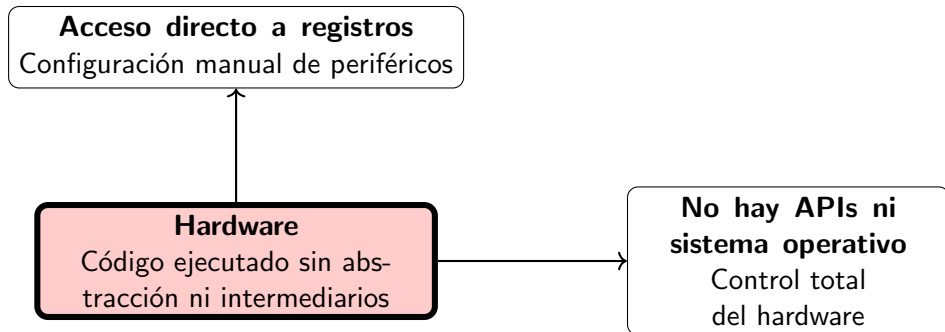 Acceso directo a registros
Configuración manual de periféricos
Hardware
Código ejecutado sin abs-
tracción ni intermediarios
No hay APIs ni
sistema operativo
Control total
del hardware